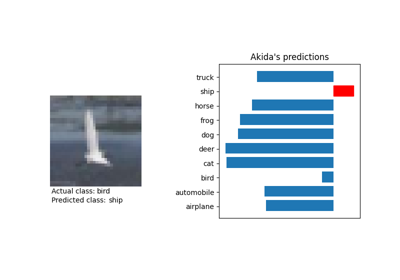 Akida's predictions
truck
ship
horse
frog
dog
deer
cat
bird
automobile
airplane
Actual class: bird
Predicted class: ship